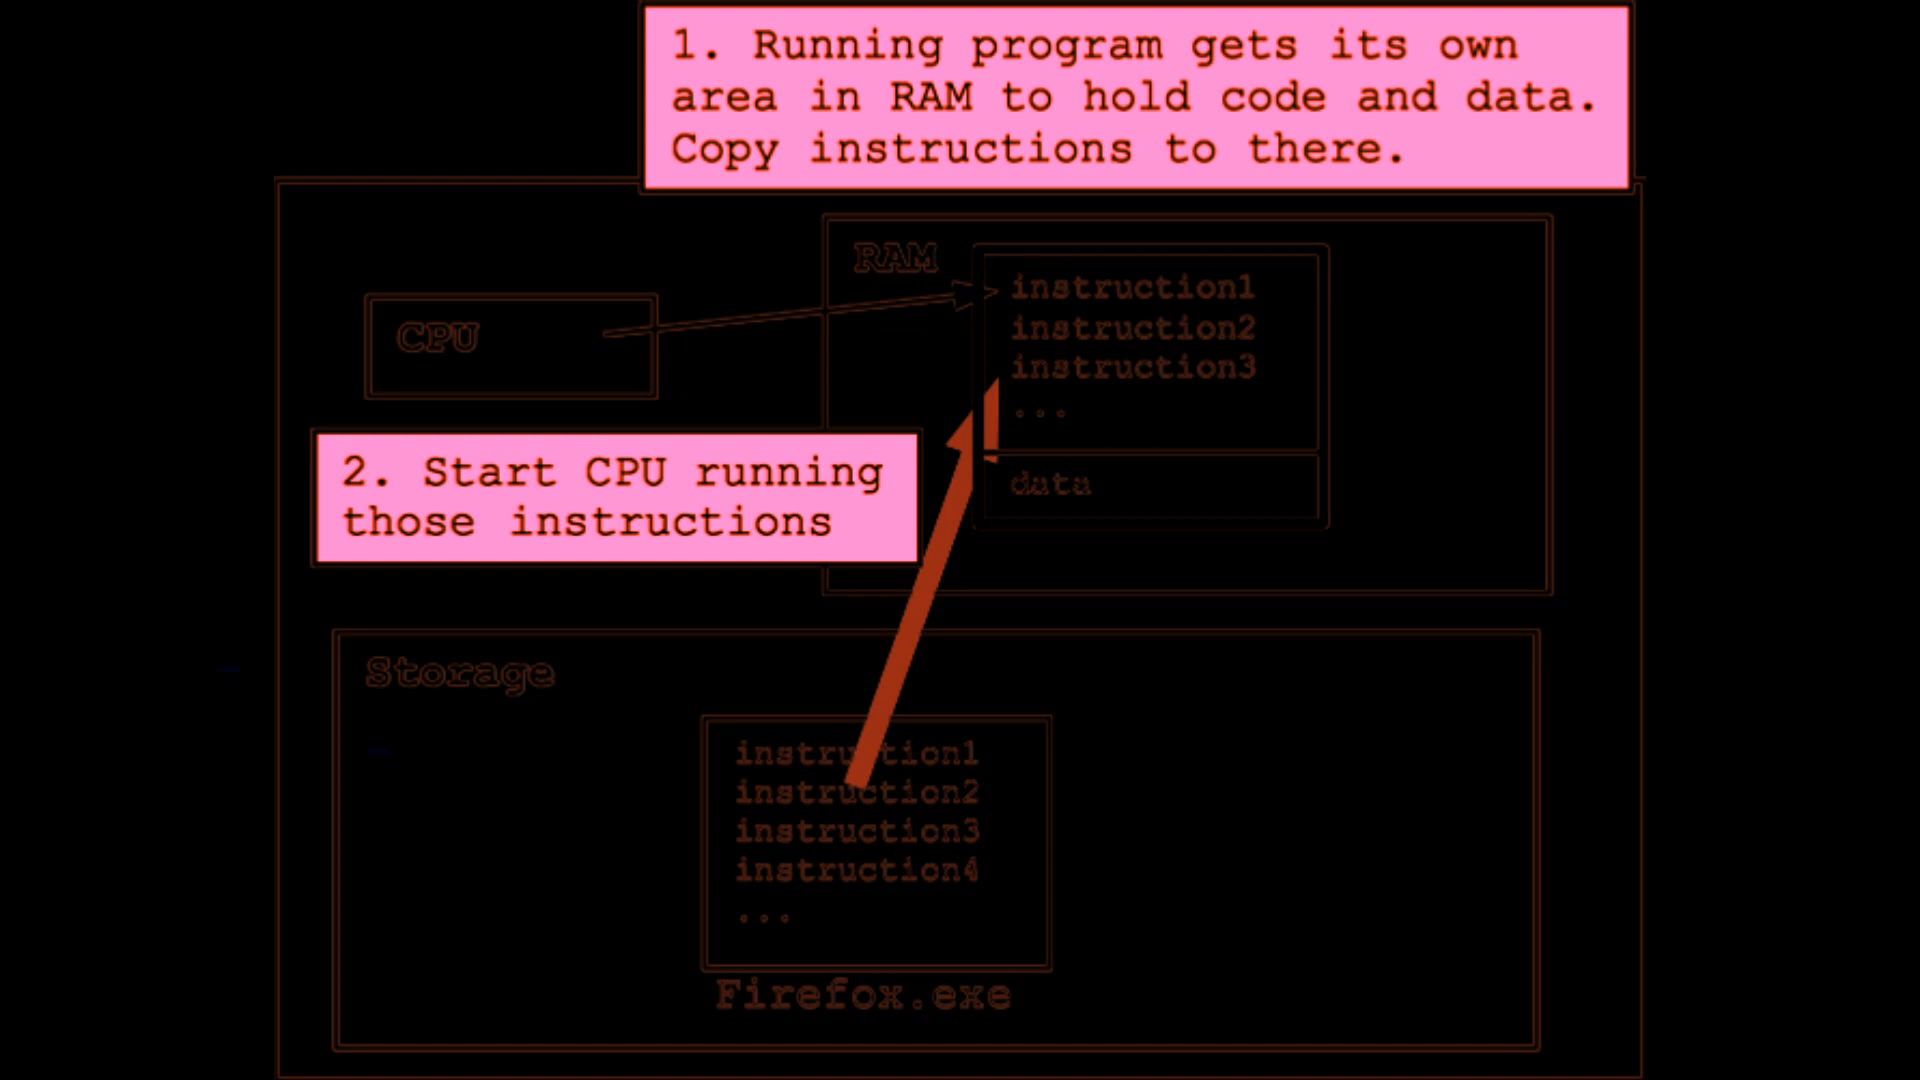 1. Running program gets its own
area in RAM to hold code and data.
Copy instructions to there.
RAM
instruction1
instruction2
instruction3
...
data
CPU
2. Start CPU running
those instructions
Storage
instruction1
instruction2
instruction3
instruction4
...
Firefox.exe